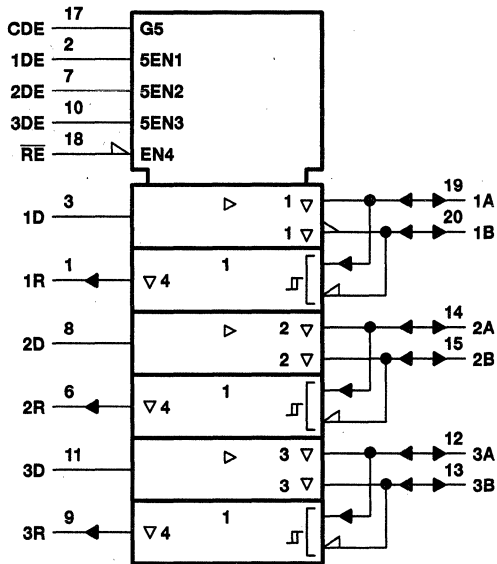 CDE 17 G5
1DE 2 5EN1
2DE 7 5EN2
3DE 10 5EN3
RE 18 EN4
1D 3 1 19 1A
1 20 1B
1R 1 4 1
2D 8 2 14 2A
2 15 2B
2R 6 4 1
3D 11 3 12 3A
3 13 3B
3R 9 4 1